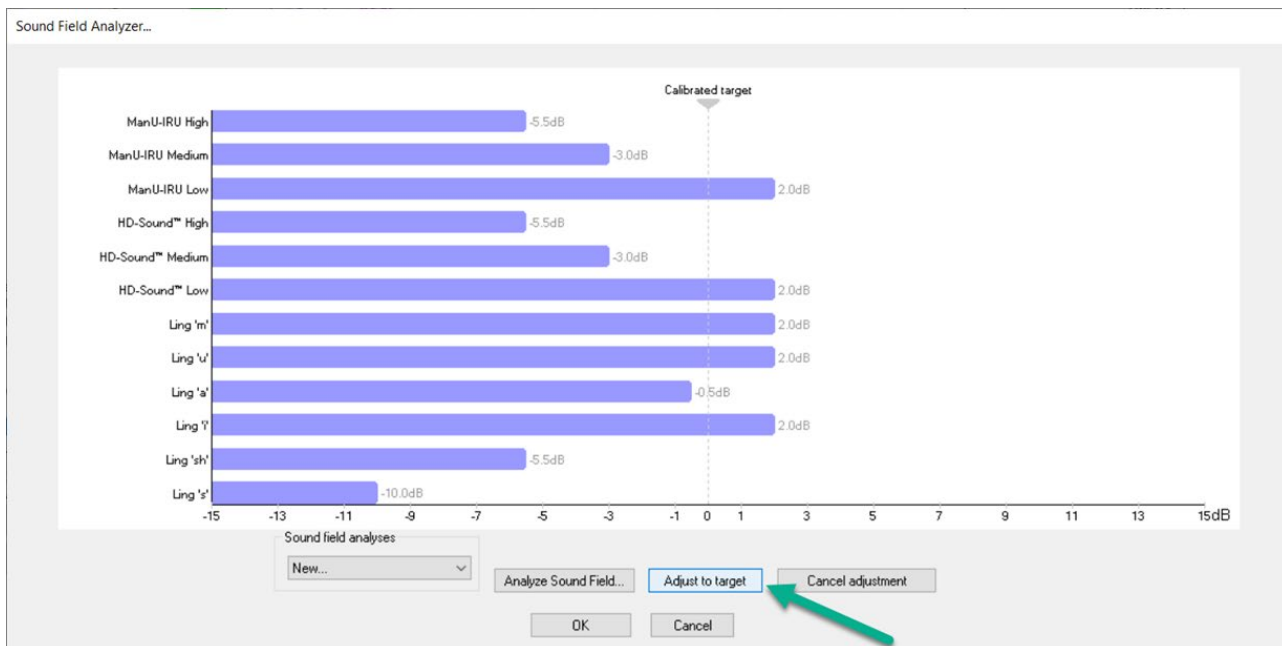 Sound Field Analyzer...
Calibrated target
ManU-IRU High -5.5dB
ManU-IRU Medium -3.0dB
ManU-IRU Low 2.0dB
HD-Sound™ High -5.5dB
HD-Sound™ Medium -3.0dB
HD-Sound™ Low 2.0dB
Ling 'm' 2.0dB
Ling 'u' 2.0dB
Ling 'a' -0.5dB
Ling 'i' 2.0dB
Ling 'sh' -5.5dB
Ling 's' -10.0dB
-15 -13 -11 -9 -7 -5 -3 -1 0 1 3 5 7 9 11 13 15dB
Sound field analyses
New... Analyze Sound Field... Adjust to target Cancel adjustment
OK Cancel